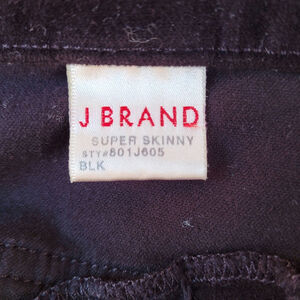 J BRAND
SUPER SKINNY
STY#801J605
BLK